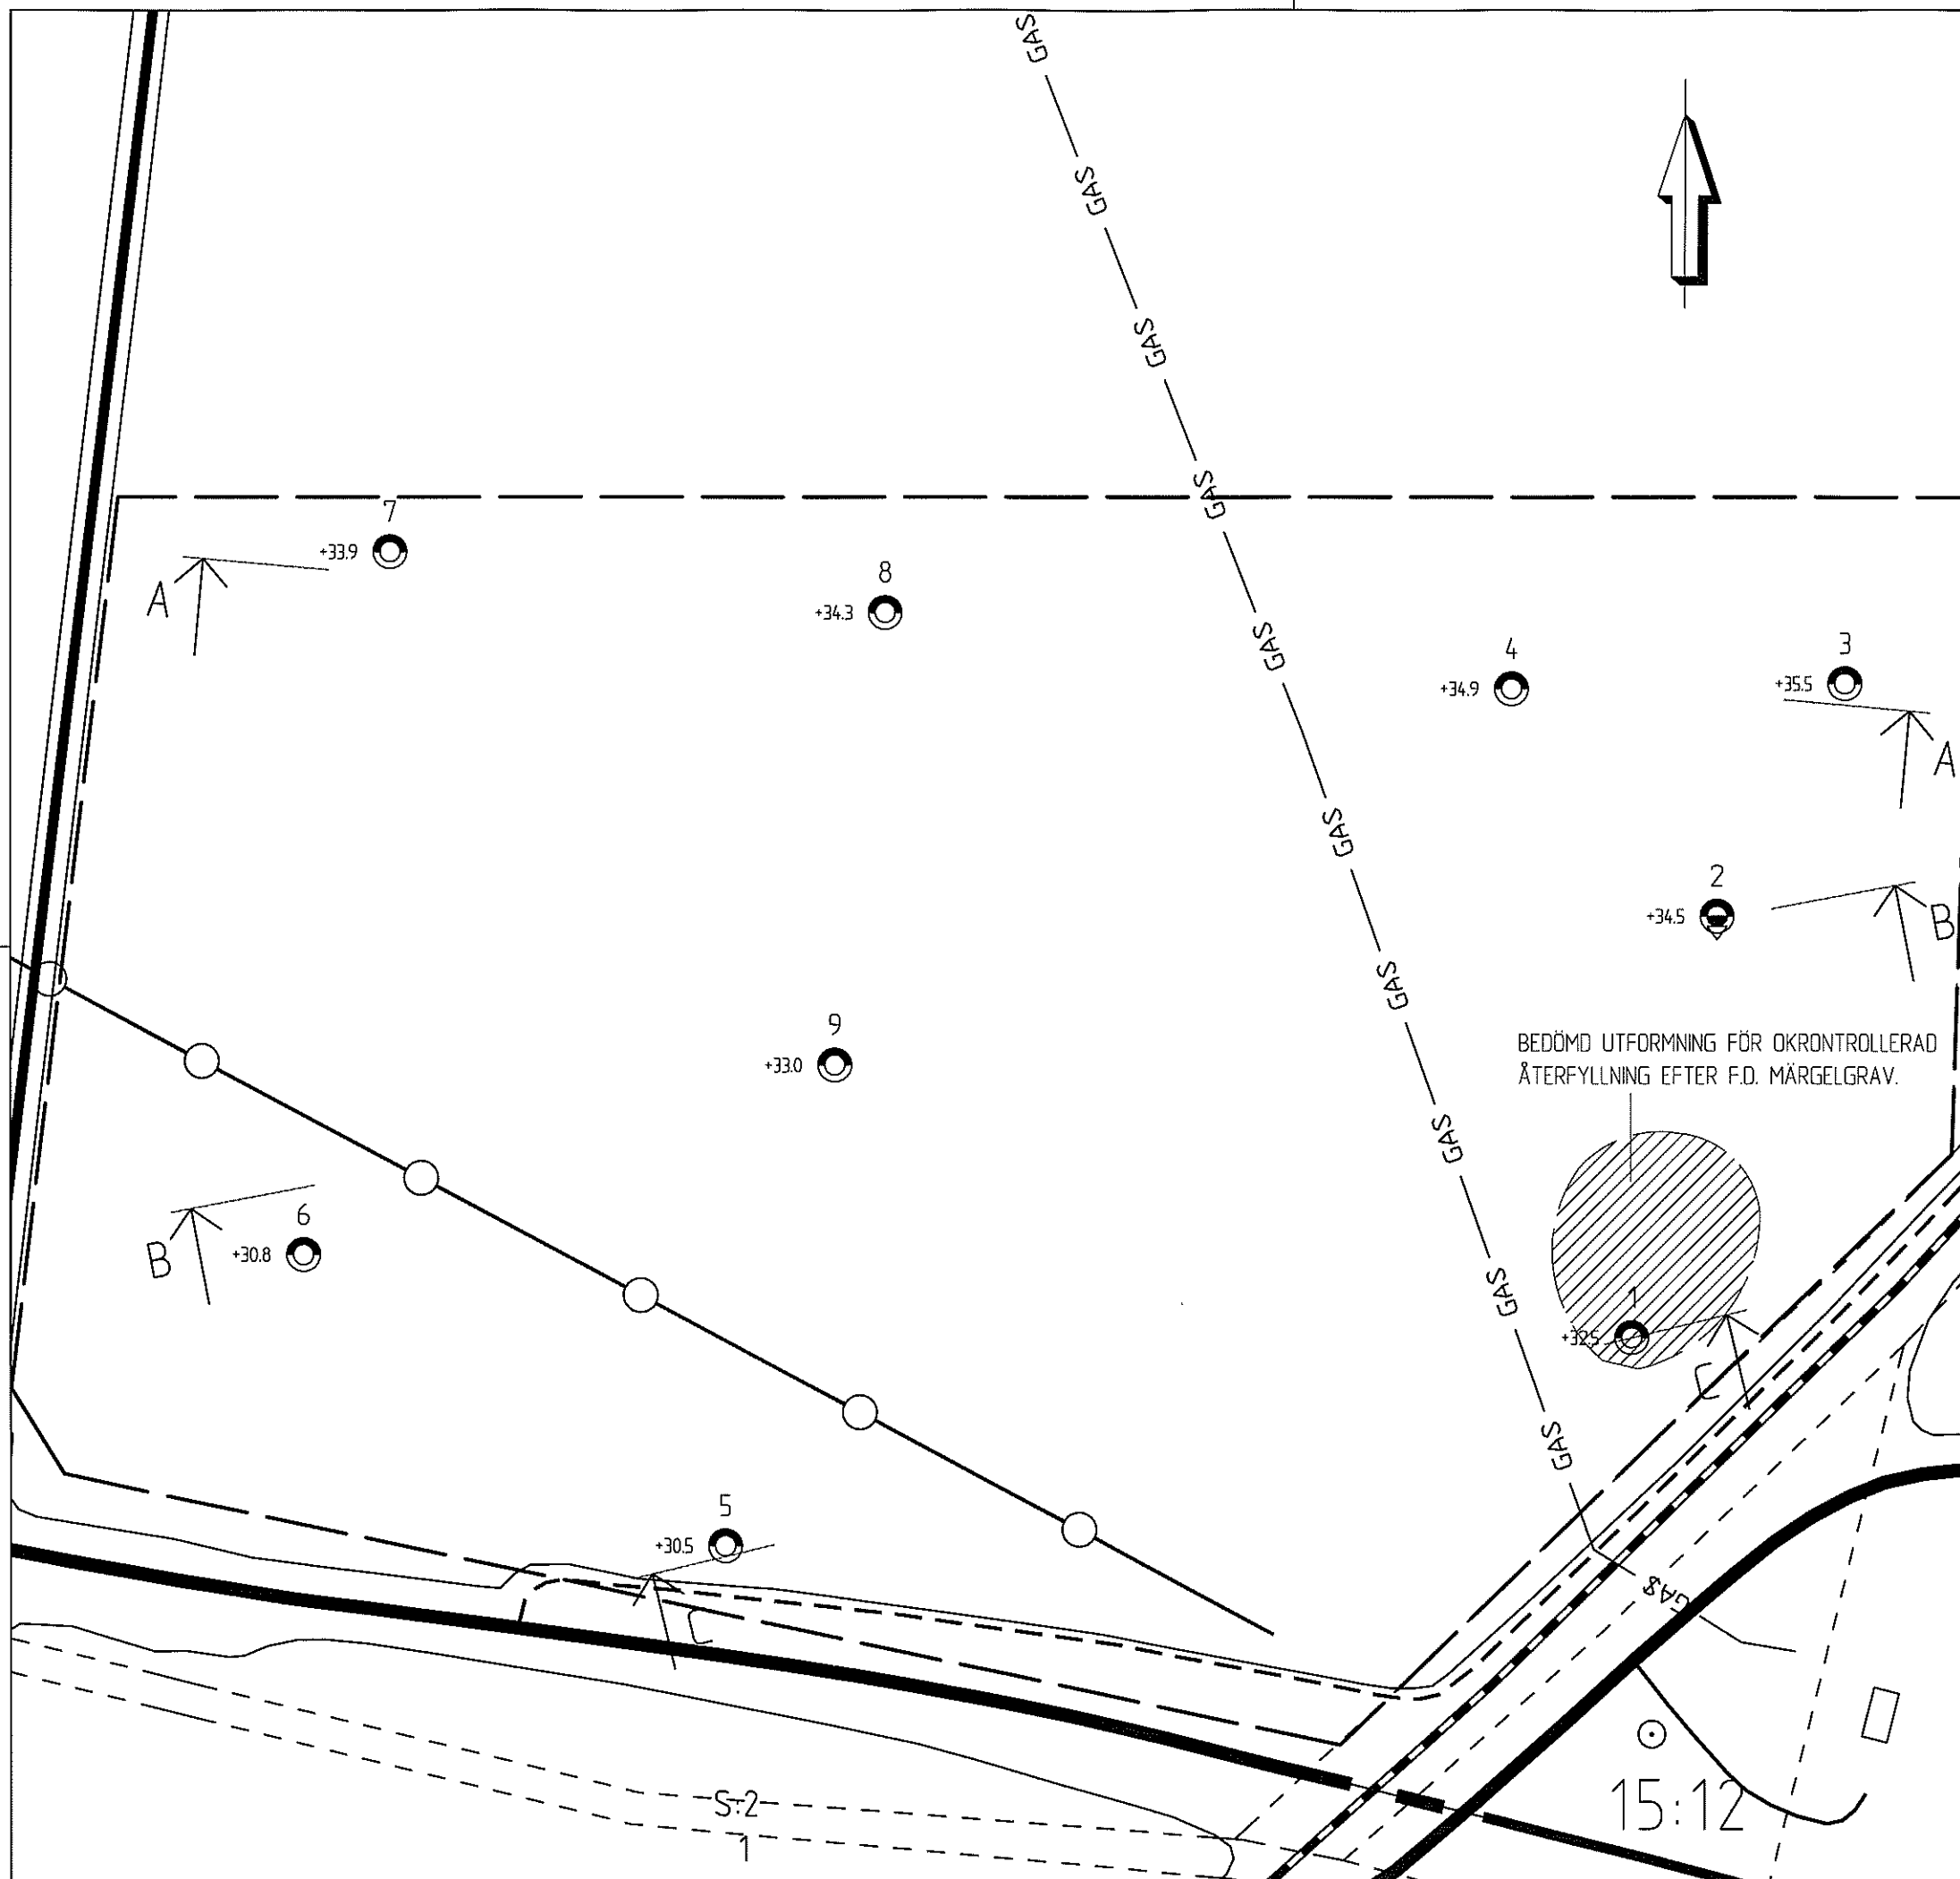 GAS
GAS
GAS
GAS
7
+33.9
A
8
+34.3
GAS
4
+34.9
3
+35.5
A
GAS
2
+34.5
B
GAS
9
+33.0
BEDÖMD UTFORMNING FÖR OKRONTROLLERAD
ÅTERFYLLNING EFTER F.D. MÄRGELGRAV.
GAS
6
+30.8
B
GAS
1
+32.5
C
GAS
5
+30.5
C
GAS
S:2
1
15:12